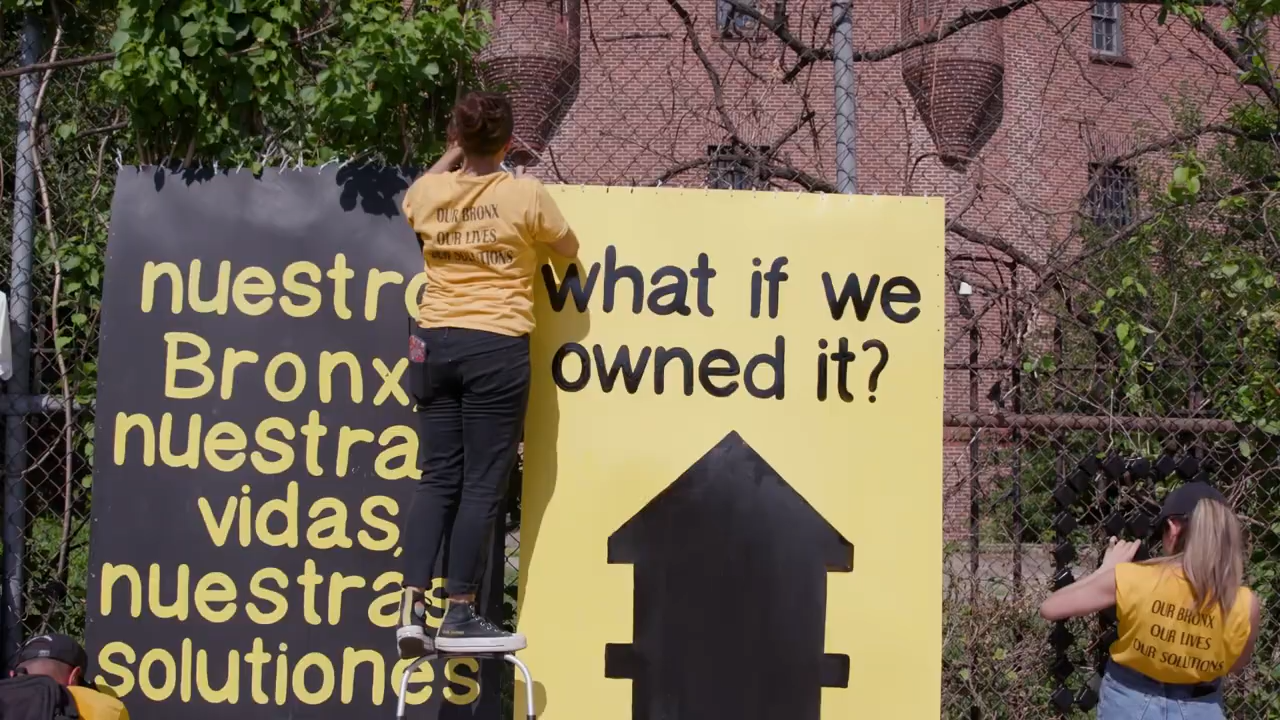 nuestro
Bronx,
nuestra
vidas,
nuestras
solutiones
OUR BRONX
OUR LIVES
OUR SOLUTIONS
what if we
owned it?
OUR BRONX
OUR LIVES
OUR SOLUTIONS